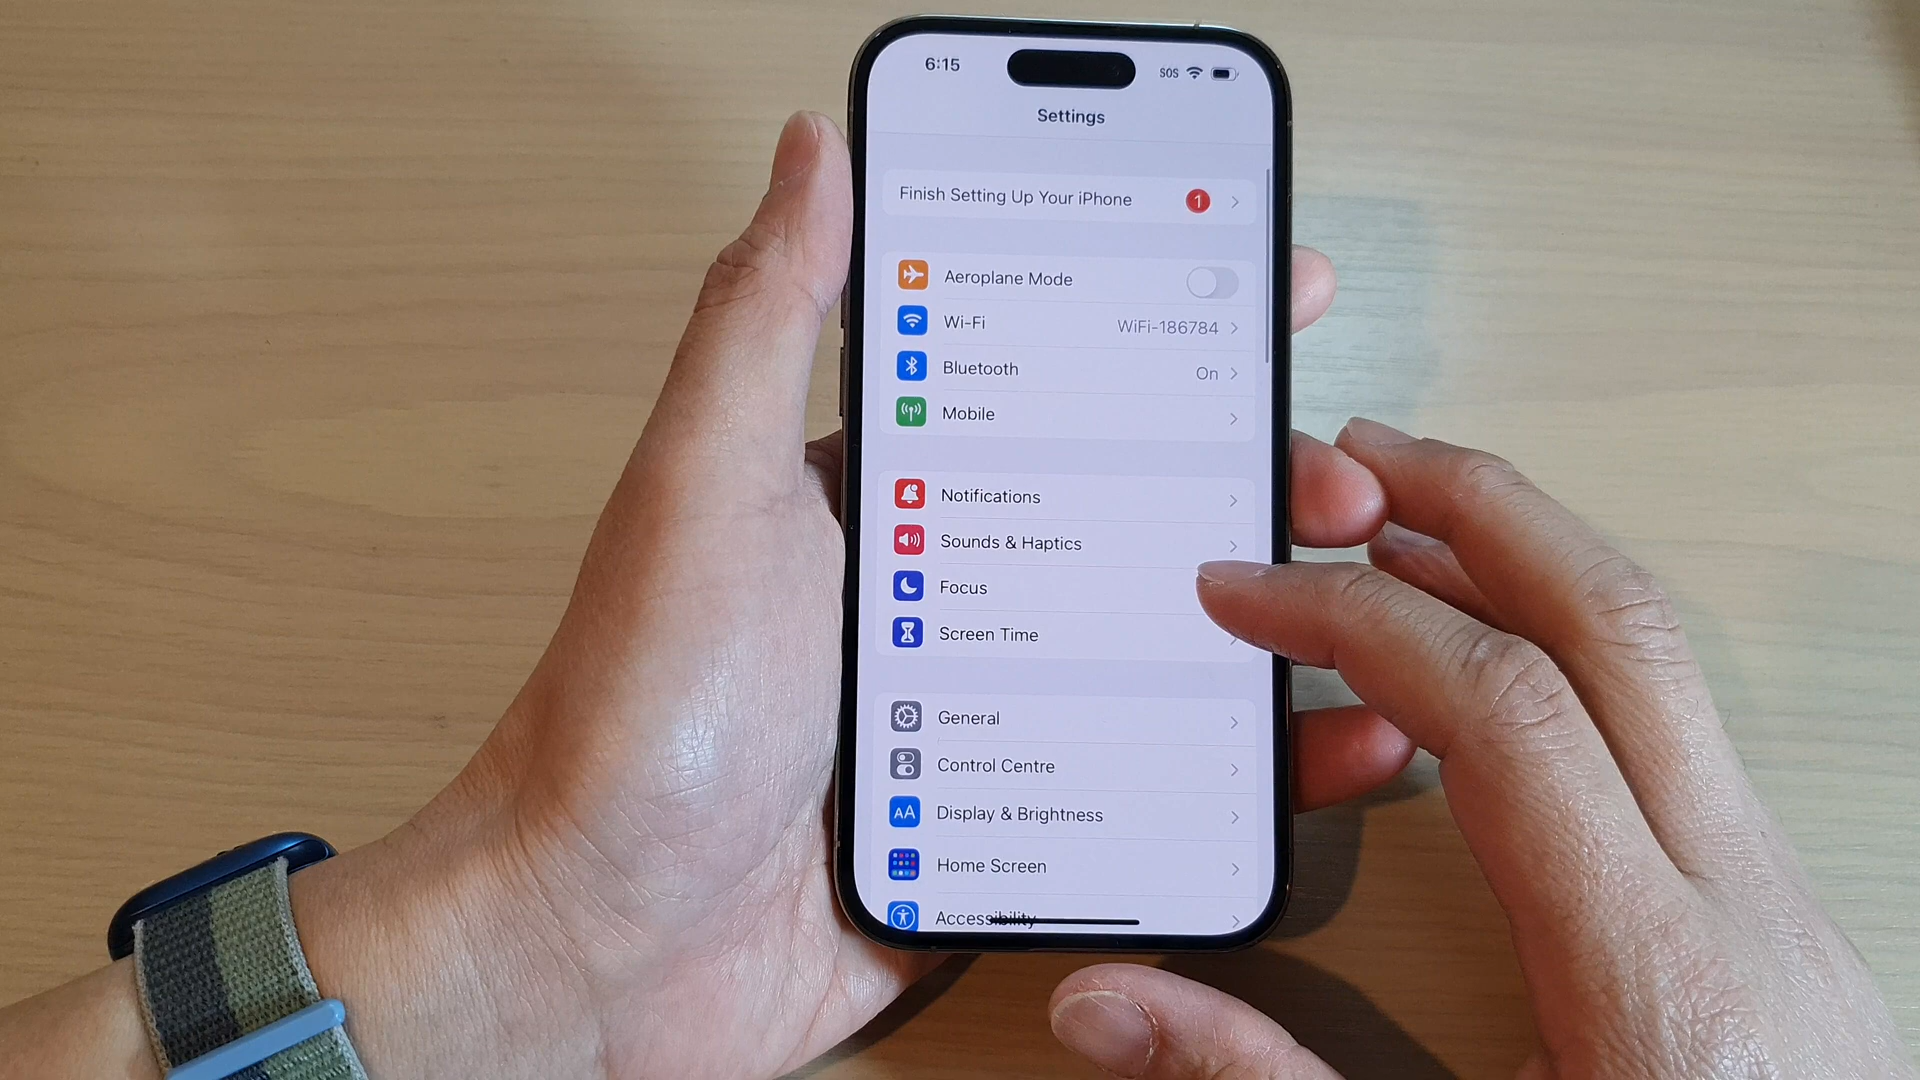 6:15 SOS
Settings
Finish Setting Up Your iPhone 1
Aeroplane Mode
Wi-Fi WiFi-186784
Bluetooth On
Mobile
Notifications
Sounds & Haptics
Focus
Screen Time
General
Control Centre
AA Display & Brightness
Home Screen
Accessibility